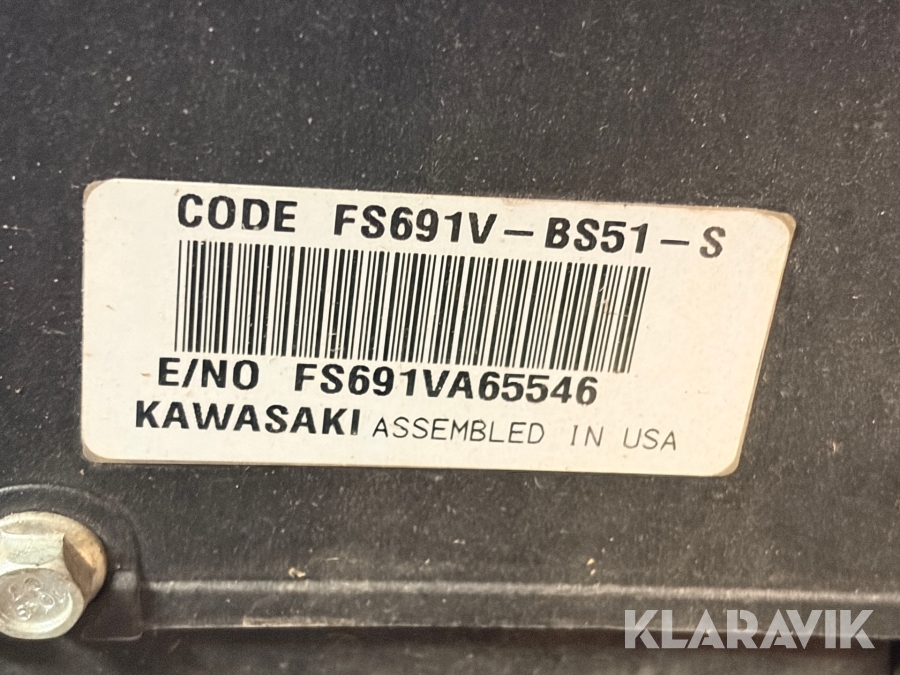 CODE FS691V-BS51-S
E/NO FS691VA65546
KAWASAKI ASSEMBLED IN USA
KLARAVIK